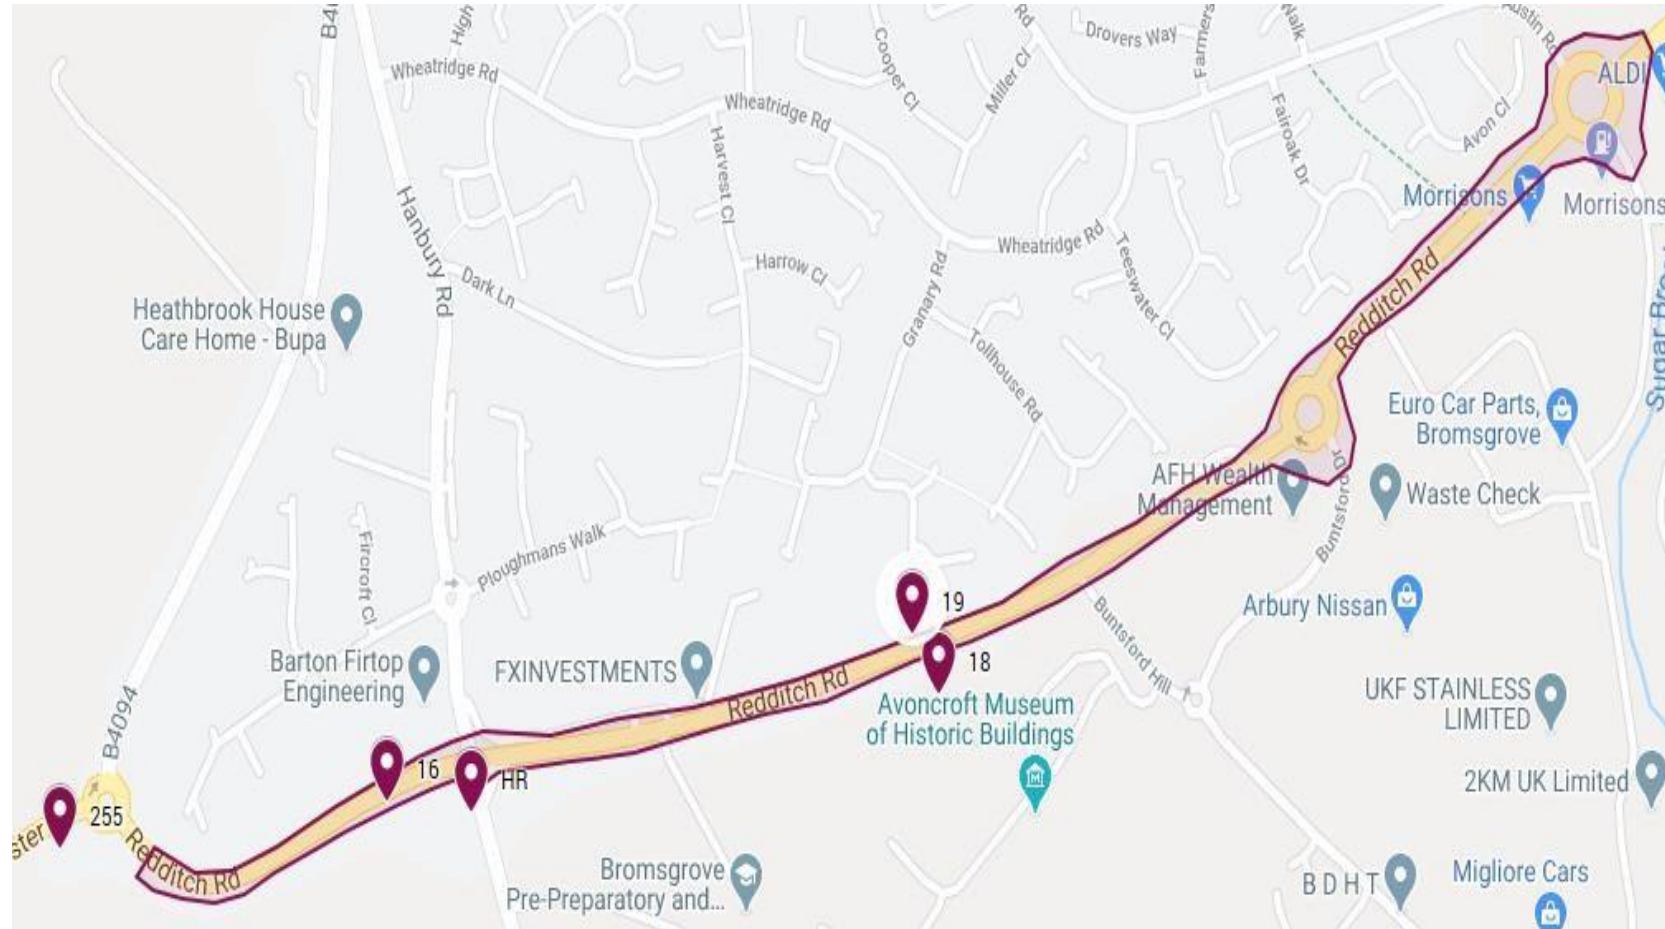 B4
High
Rd
Drovers Way
Farmers
Walk
Austin Rd
Wheatridge Rd
Cooper Cl
Miller Cl
ALDI
Wheatridge Rd
Harvest Cl
Fairoak Dr
Avon Cl
Morrisons
Morrisons
Hanbury Rd
Wheatridge Rd
Teeswater Cl
Harrow Cl
Dark Ln
Granary Rd
Tollhouse Rd
Redditch Rd
Heathbrook House
Care Home - Bupa
Sugar Bro
Euro Car Parts,
Bromsgrove
AFH Wealth
Management
Dr
Buntsford
Waste Check
Fircroft Cl
Ploughmans Walk
19
18
Buntsford Hill
Arbury Nissan
Barton Firtop
Engineering
FXINVESTMENTS
Redditch Rd
Avoncroft Museum
of Historic Buildings
UKF STAINLESS
LIMITED
B4094
16
HR
2KM UK Limited
255
ster
Redditch Rd
Bromsgrove
Pre-Preparatory and...
BDHT
Migliore Cars